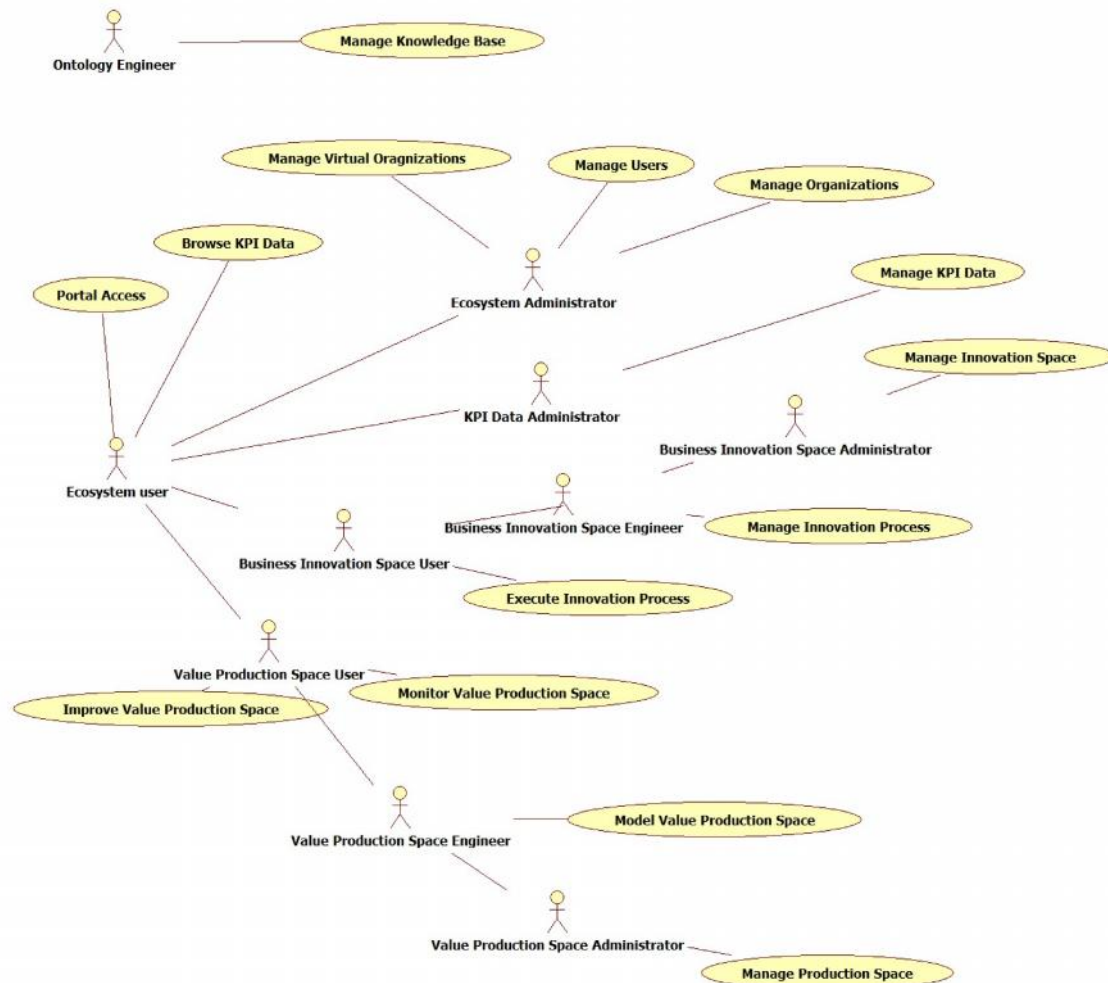 Manage Knowledge Base
Ontology Engineer
Manage Virtual Oragnizations
Manage Users
Manage Organizations
Browse KPI Data
Manage KPI Data
Portal Access
Ecosystem Administrator
Manage Innovation Space
KPI Data Administrator
Business Innovation Space Administrator
Ecosystem user
Business Innovation Space Engineer
Manage Innovation Process
Business Innovation Space User
Execute Innovation Process
Value Production Space User
Monitor Value Production Space
Improve Value Production Space
Model Value Production Space
Value Production Space Engineer
Value Production Space Administrator
Manage Production Space